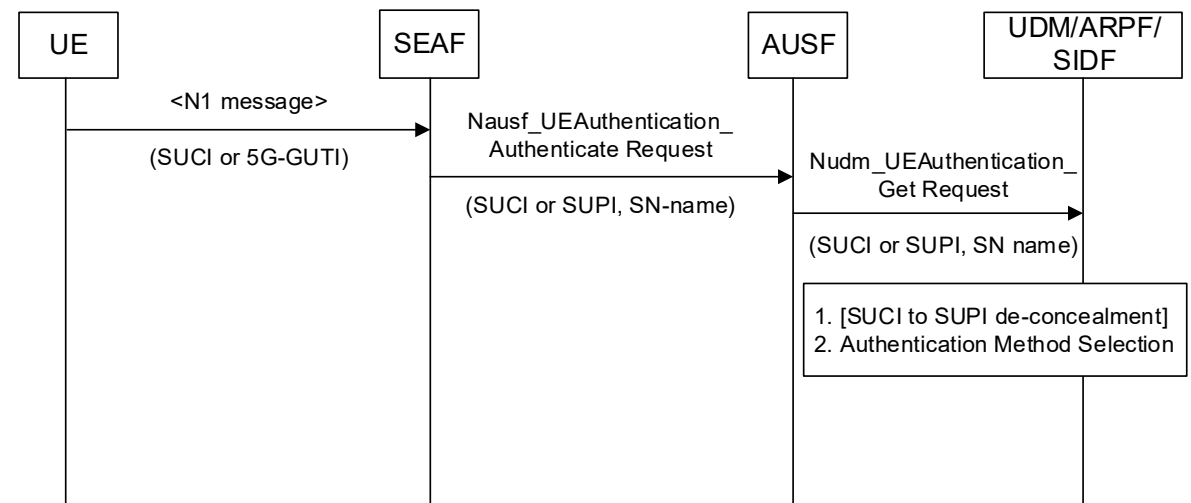 UE
SEAF
AUSF
UDM/ARPF/
SIDF
<N1 message>
(SUCI or 5G-GUTI)
Nausf_UEAuthentication_
Authenticate Request
(SUCI or SUPI, SN-name)
Nudm_UEAuthentication_
Get Request
(SUCI or SUPI, SN name)
1. [SUCI to SUPI de-concealment]
2. Authentication Method Selection